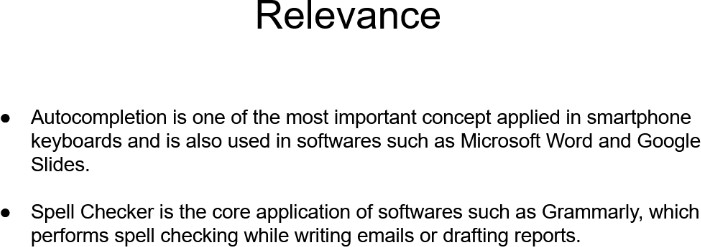 Relevance
● Autocompletion is one of the most important concept applied in smartphone
keyboards and is also used in softwares such as Microsoft Word and Google
Slides.
● Spell Checker is the core application of softwares such as Grammarly, which
performs spell checking while writing emails or drafting reports.